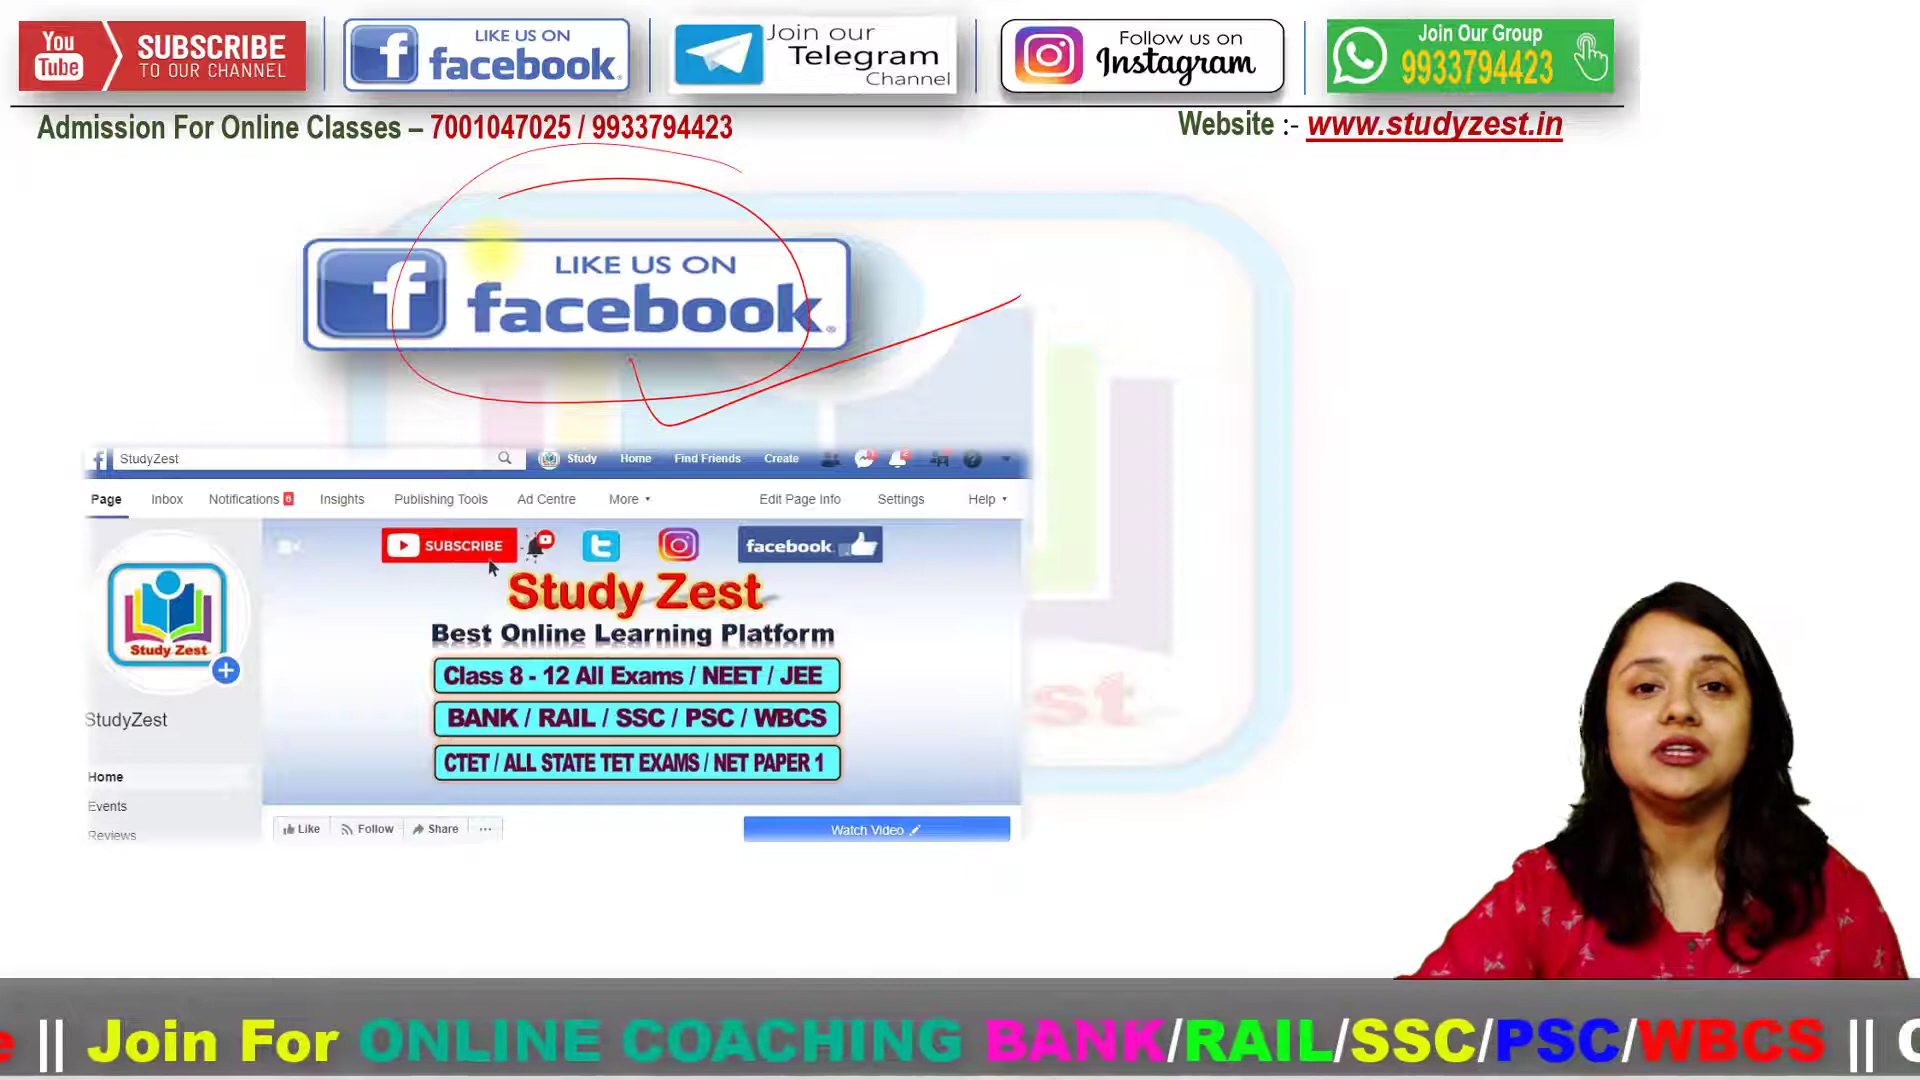 You Tube SUBSCRIBE TO OUR CHANNEL
LIKE US ON facebook.
Join our Telegram Channel
Follow us on Instagram
Join Our Group 9933794423
Admission For Online Classes – 7001047025 / 9933794423
Website :- www.studyzest.in
f LIKE US ON
facebook.
f StudyZest Study Home Find Friends Create
Page Inbox Notifications 6 Insights Publishing Tools Ad Centre More Edit Page Info Settings Help
SUBSCRIBE facebook
Study Zest
Best Online Learning Platform
Class 8 - 12 All Exams / NEET / JEE
BANK / RAIL / SSC / PSC / WBCS
CTET / ALL STATE TET EXAMS / NET PAPER 1
Study Zest
StudyZest
Home
Events
Reviews
Like Follow Share ... Watch Video
est
e || Join For ONLINE COACHING BANK/RAIL/SSC/PSC/WBCS ||